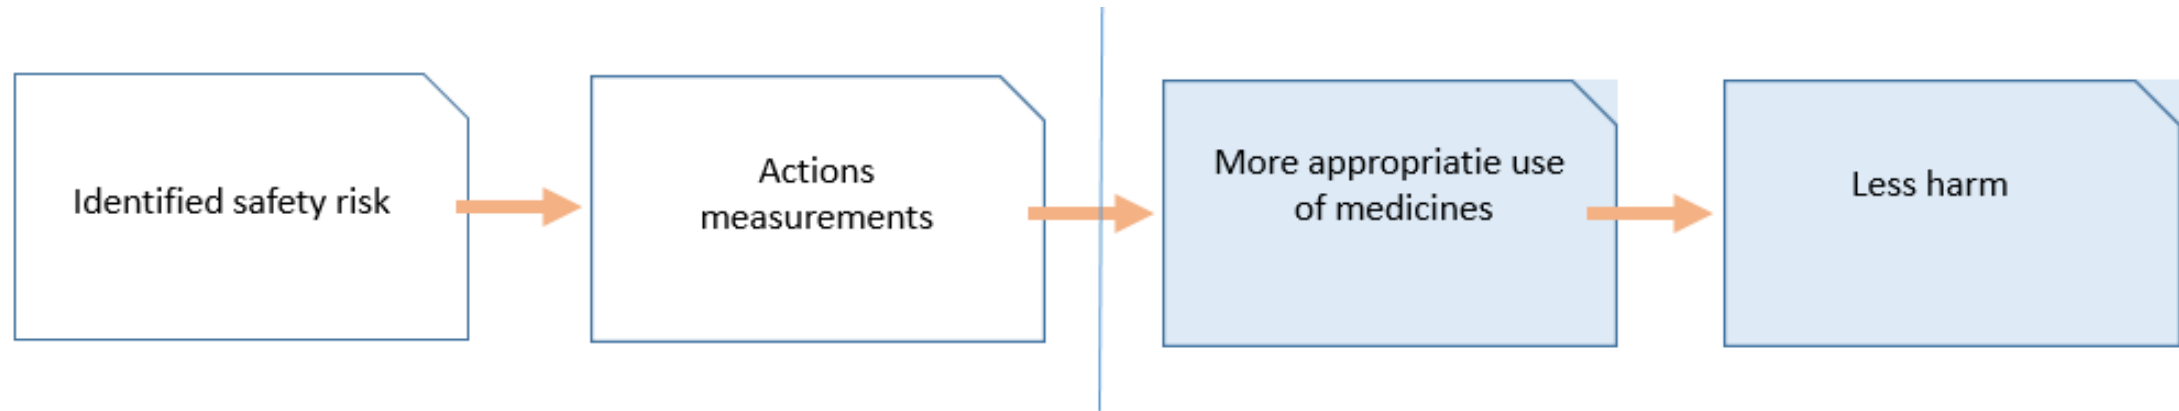 Identified safety risk
Actions
measurements
More appropriatie use
of medicines
Less harm